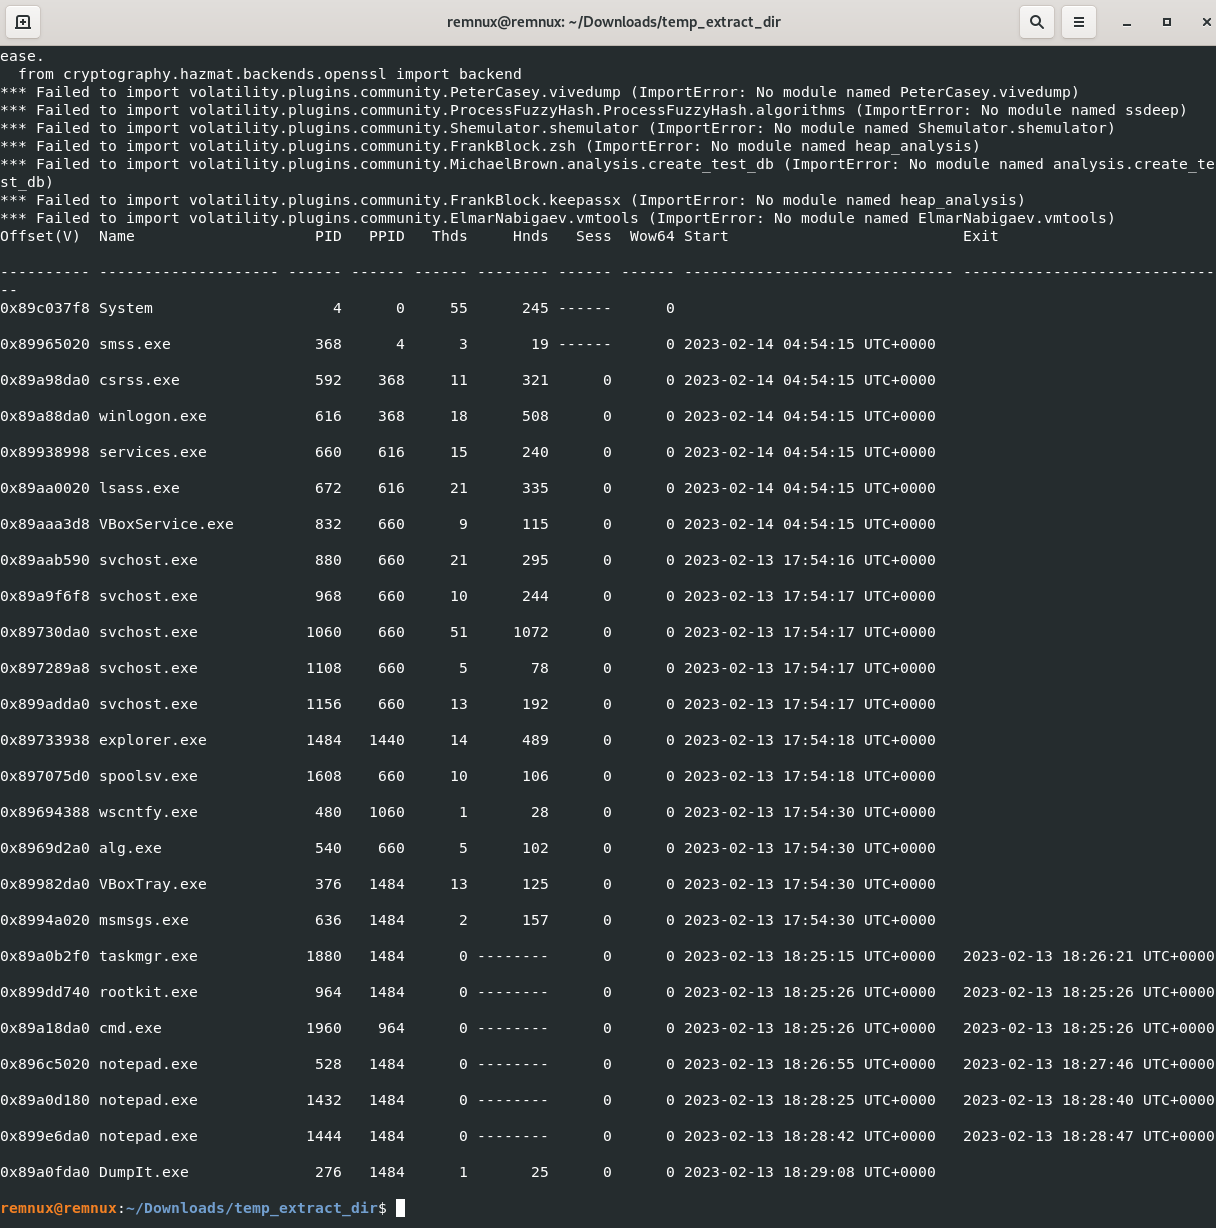 remnux@remnux: ~/Downloads/temp_extract_dir
ease.
  from cryptography.hazmat.backends.openssl import backend
*** Failed to import volatility.plugins.community.PeterCasey.vivedump (ImportError: No module named PeterCasey.vivedump)
*** Failed to import volatility.plugins.community.ProcessFuzzyHash.ProcessFuzzyHash.algorithms (ImportError: No module named ssdeep)
*** Failed to import volatility.plugins.community.Shemulator.shemulator (ImportError: No module named Shemulator.shemulator)
*** Failed to import volatility.plugins.community.FrankBlock.zsh (ImportError: No module named heap_analysis)
*** Failed to import volatility.plugins.community.MichaelBrown.analysis.create_test_db (ImportError: No module named analysis.create_te
st_db)
*** Failed to import volatility.plugins.community.FrankBlock.keepassx (ImportError: No module named heap_analysis)
*** Failed to import volatility.plugins.community.ElmarNabigaev.vmtools (ImportError: No module named ElmarNabigaev.vmtools)
Offset(V)  Name                    PID   PPID   Thds     Hnds   Sess  Wow64 Start                          Exit
---------- -------------------- ------ ------ ------ -------- ------ ------ ------------------------------ ----------------------------
--
0x89c037f8 System                    4      0     55      245 ------      0
0x89965020 smss.exe                368      4      3       19 ------      0 2023-02-14 04:54:15 UTC+0000
0x89a98da0 csrss.exe               592    368     11      321      0      0 2023-02-14 04:54:15 UTC+0000
0x89a88da0 winlogon.exe            616    368     18      508      0      0 2023-02-14 04:54:15 UTC+0000
0x89938998 services.exe            660    616     15      240      0      0 2023-02-14 04:54:15 UTC+0000
0x89aa0020 lsass.exe               672    616     21      335      0      0 2023-02-14 04:54:15 UTC+0000
0x89aaa3d8 VBoxService.exe         832    660      9      115      0      0 2023-02-14 04:54:15 UTC+0000
0x89aab590 svchost.exe             880    660     21      295      0      0 2023-02-13 17:54:16 UTC+0000
0x89a9f6f8 svchost.exe             968    660     10      244      0      0 2023-02-13 17:54:17 UTC+0000
0x89730da0 svchost.exe            1060    660     51     1072      0      0 2023-02-13 17:54:17 UTC+0000
0x897289a8 svchost.exe            1108    660      5       78      0      0 2023-02-13 17:54:17 UTC+0000
0x899adda0 svchost.exe            1156    660     13      192      0      0 2023-02-13 17:54:17 UTC+0000
0x89733938 explorer.exe           1484   1440     14      489      0      0 2023-02-13 17:54:18 UTC+0000
0x897075d0 spoolsv.exe            1608    660     10      106      0      0 2023-02-13 17:54:18 UTC+0000
0x89694388 wscntfy.exe             480   1060      1       28      0      0 2023-02-13 17:54:30 UTC+0000
0x8969d2a0 alg.exe                 540    660      5      102      0      0 2023-02-13 17:54:30 UTC+0000
0x89982da0 VBoxTray.exe            376   1484     13      125      0      0 2023-02-13 17:54:30 UTC+0000
0x8994a020 msmsgs.exe              636   1484      2      157      0      0 2023-02-13 17:54:30 UTC+0000
0x89a0b2f0 taskmgr.exe            1880   1484      0 --------      0      0 2023-02-13 18:25:15 UTC+0000   2023-02-13 18:26:21 UTC+0000
0x899dd740 rootkit.exe             964   1484      0 --------      0      0 2023-02-13 18:25:26 UTC+0000   2023-02-13 18:25:26 UTC+0000
0x89a18da0 cmd.exe                1960    964      0 --------      0      0 2023-02-13 18:25:26 UTC+0000   2023-02-13 18:25:26 UTC+0000
0x896c5020 notepad.exe             528   1484      0 --------      0      0 2023-02-13 18:26:55 UTC+0000   2023-02-13 18:27:46 UTC+0000
0x89a0d180 notepad.exe            1432   1484      0 --------      0      0 2023-02-13 18:28:25 UTC+0000   2023-02-13 18:28:40 UTC+0000
0x899e6da0 notepad.exe            1444   1484      0 --------      0      0 2023-02-13 18:28:42 UTC+0000   2023-02-13 18:28:47 UTC+0000
0x89a0fda0 DumpIt.exe              276   1484      1       25      0      0 2023-02-13 18:29:08 UTC+0000
remnux@remnux:~/Downloads/temp_extract_dir$